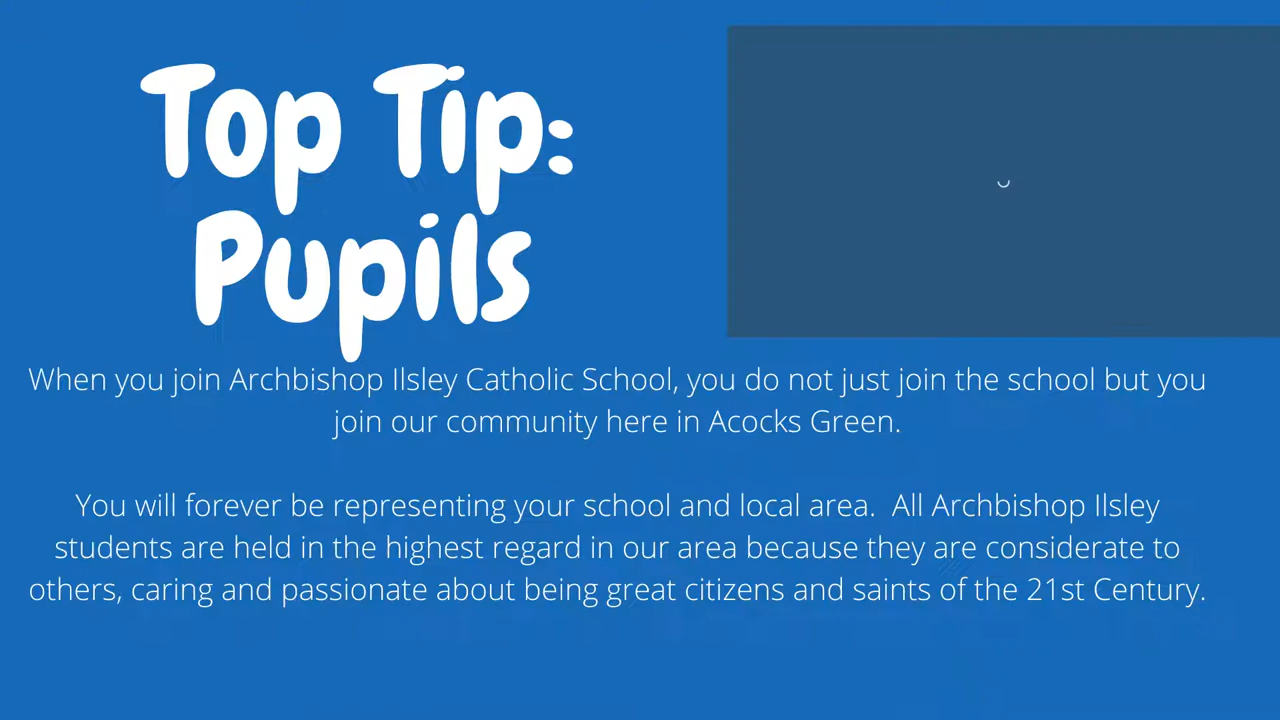 Top Tip:
Pupils
When you join Archbishop Ilsley Catholic School, you do not just join the school but you
join our community here in Acocks Green.
You will forever be representing your school and local area.  All Archbishop Ilsley
students are held in the highest regard in our area because they are considerate to
others, caring and passionate about being great citizens and saints of the 21st Century.